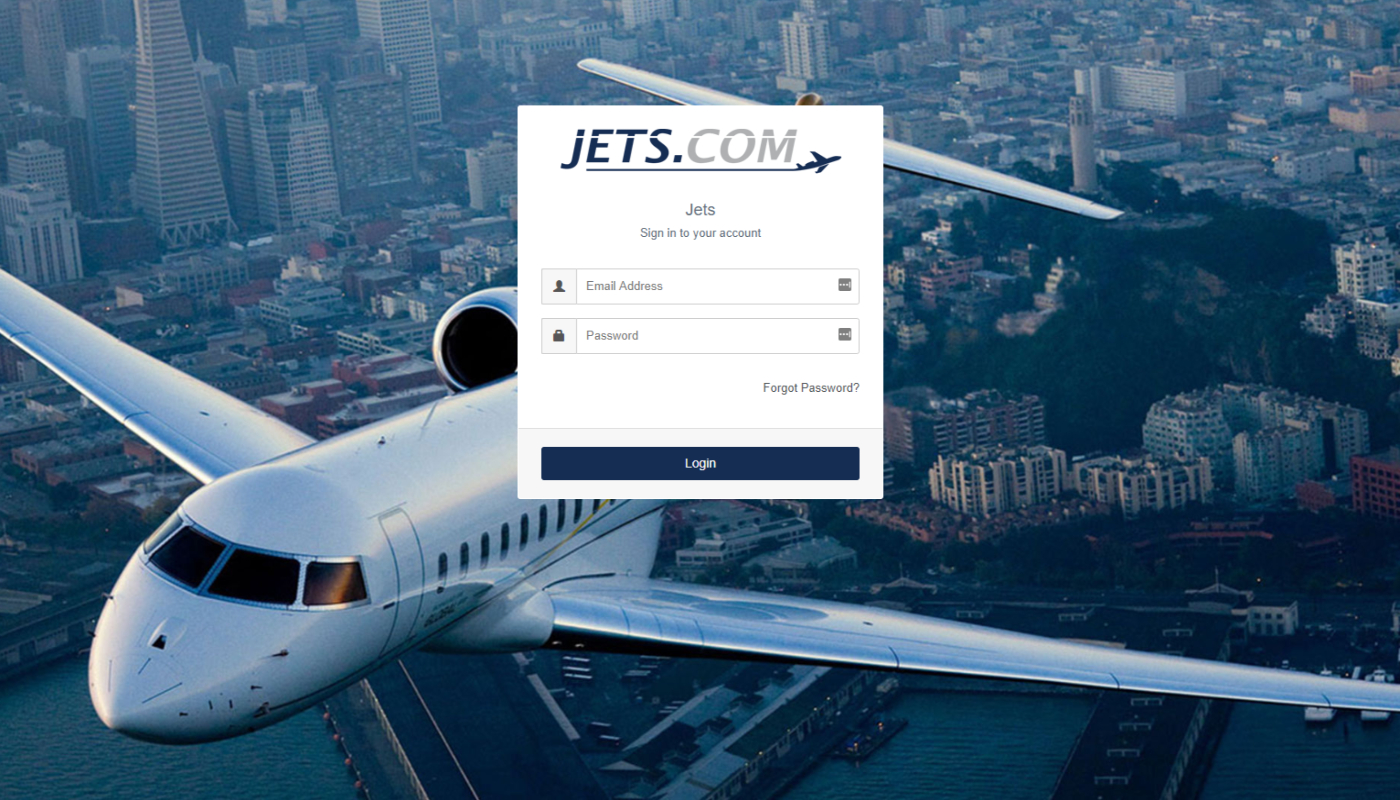 JETS.COM
Jets
Sign in to your account
Email Address
Password
Forgot Password?
Login